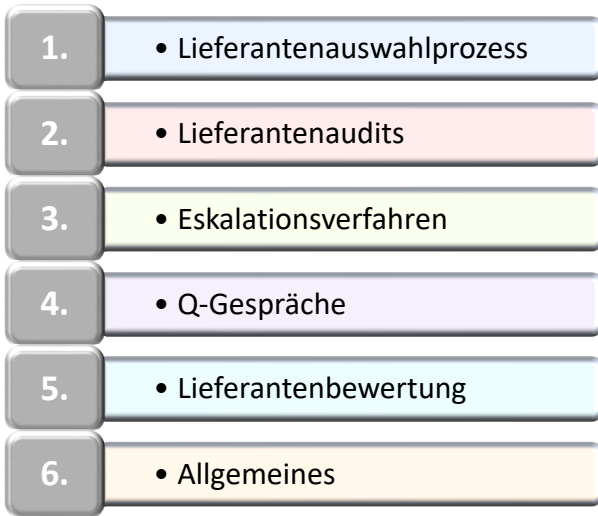 1. • Lieferantenauswahlprozess
2. • Lieferantenaudits
3. • Eskalationsverfahren
4. • Q-Gespräche
5. • Lieferantenbewertung
6. • Allgemeines